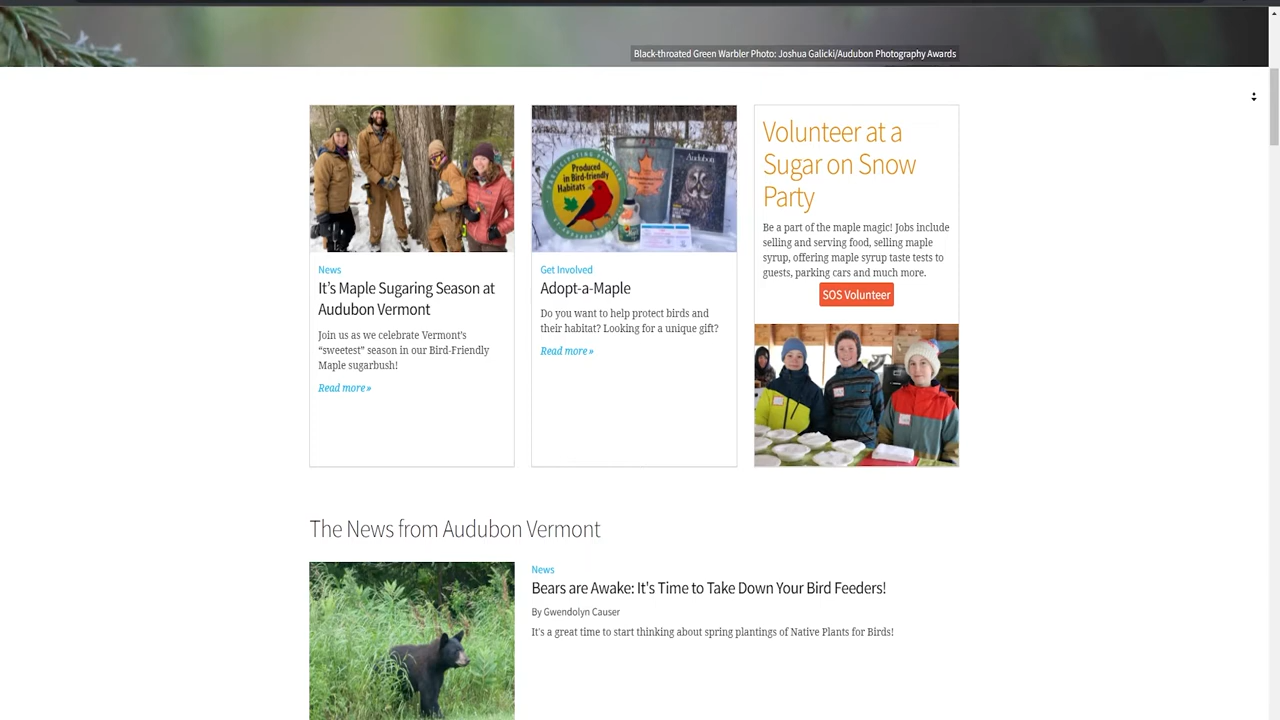 Black-throated Green Warbler Photo: Joshua Galicki/Audubon Photography Awards
Produced
in Bird-friendly
Habitats
Audubon
News
It’s Maple Sugaring Season at
Audubon Vermont
Join us as we celebrate Vermont’s
“sweetest” season in our Bird-Friendly
Maple sugarbush!
Read more »
Get Involved
Adopt-a-Maple
Do you want to help protect birds and
their habitat? Looking for a unique gift?
Read more »
Volunteer at a
Sugar on Snow
Party
Be a part of the maple magic! Jobs include
selling and serving food, selling maple
syrup, offering maple syrup taste tests to
guests, parking cars and much more.
SOS Volunteer
The News from Audubon Vermont
News
Bears are Awake: It's Time to Take Down Your Bird Feeders!
By Gwendolyn Causer
It's a great time to start thinking about spring plantings of Native Plants for Birds!